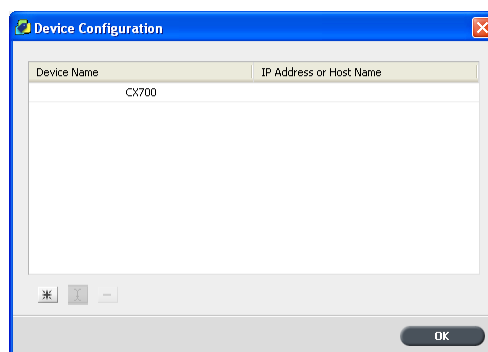 Device Configuration
Device Name IP Address or Host Name
CX700
OK